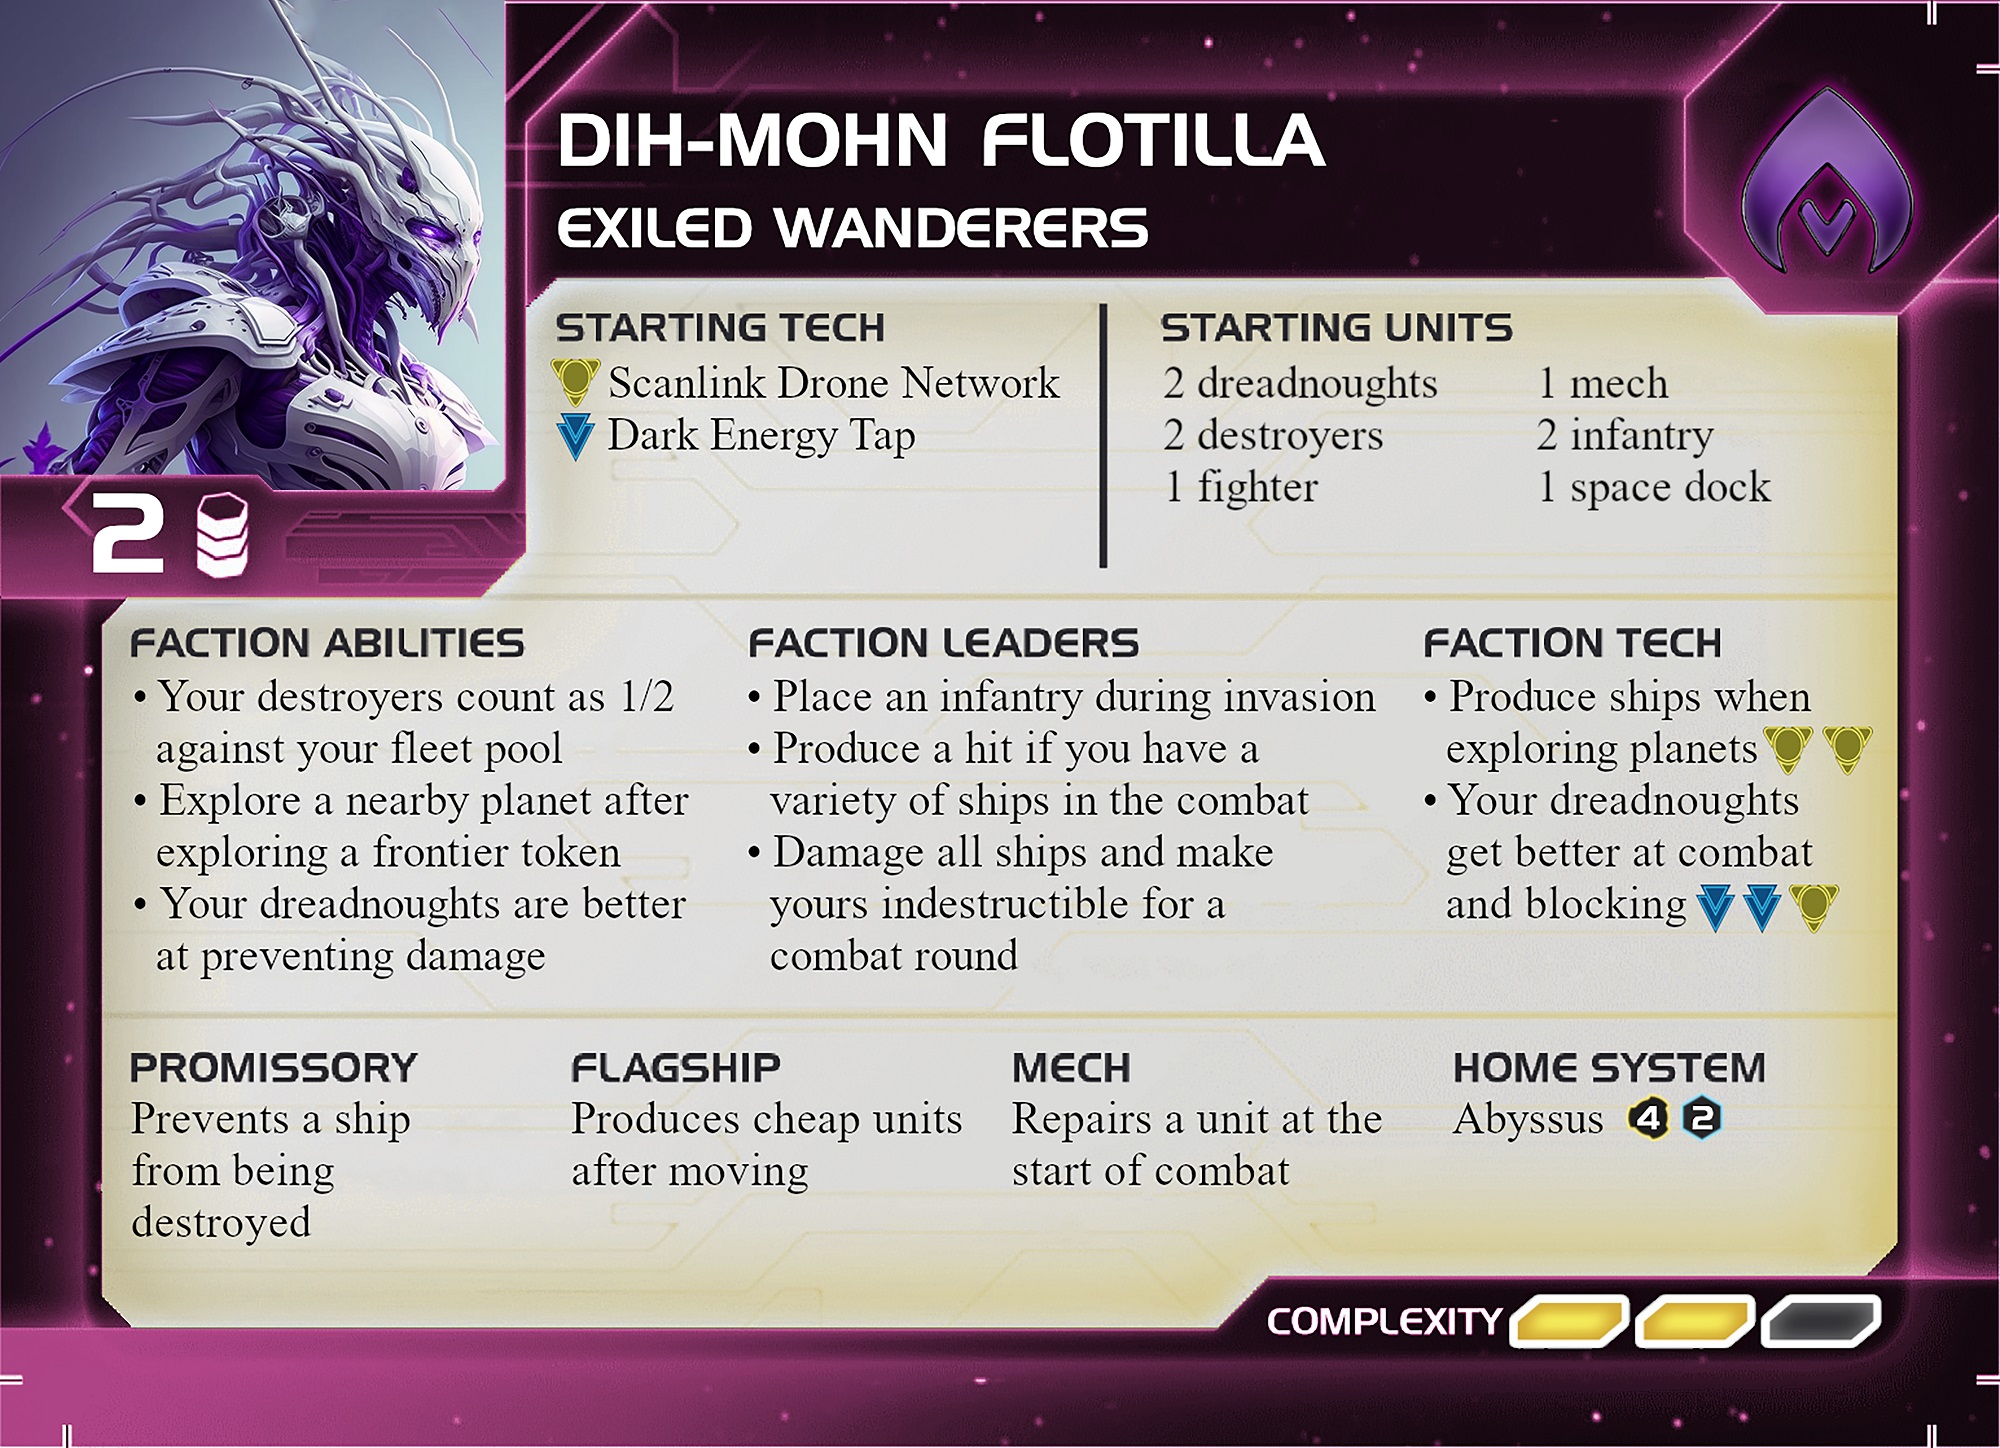 DIH-MOHN FLOTILLA
EXILED WANDERERS
STARTING TECH
Scanlink Drone Network
Dark Energy Tap
STARTING UNITS
2 dreadnoughts
2 destroyers
1 fighter
1 mech
2 infantry
1 space dock
2
FACTION ABILITIES
• Your destroyers count as 1/2
against your fleet pool
• Explore a nearby planet after
exploring a frontier token
• Your dreadnoughts are better
at preventing damage
FACTION LEADERS
• Place an infantry during invasion
• Produce a hit if you have a
variety of ships in the combat
• Damage all ships and make
yours indestructible for a
combat round
FACTION TECH
• Produce ships when
exploring planets
• Your dreadnoughts
get better at combat
and blocking
PROMISSORY
Prevents a ship
from being
destroyed
FLAGSHIP
Produces cheap units
after moving
MECH
Repairs a unit at the
start of combat
HOME SYSTEM
Abyssus 4 2
COMPLEXITY